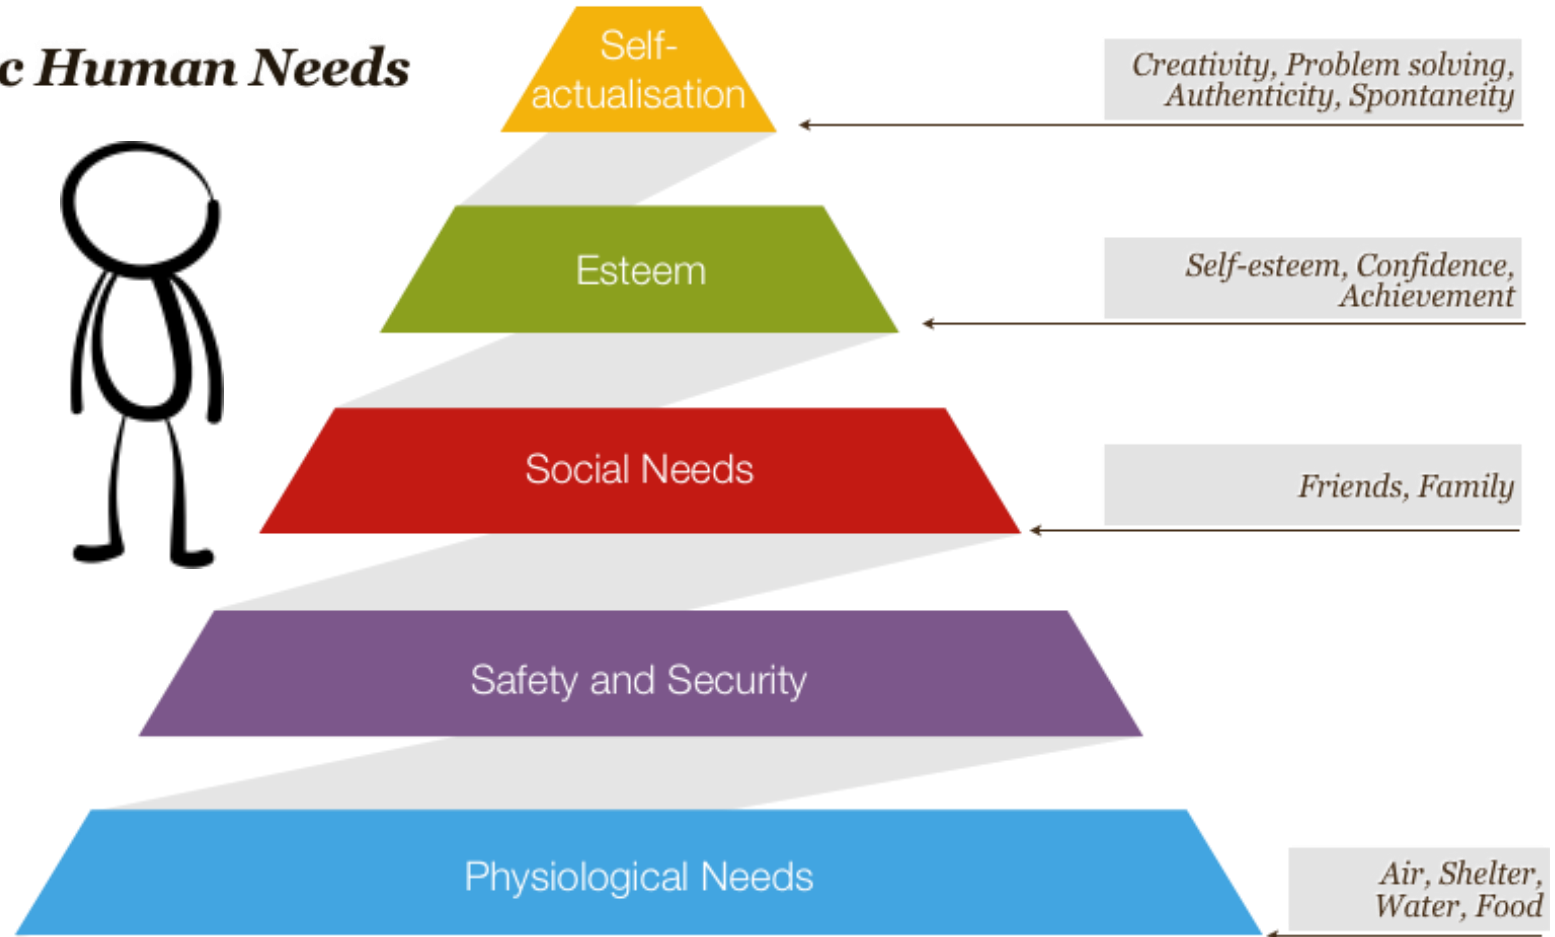 c Human Needs
Self-
actualisation
Creativity, Problem solving,
Authenticity, Spontaneity
Esteem
Self-esteem, Confidence,
Achievement
Social Needs
Friends, Family
Safety and Security
Physiological Needs
Air, Shelter,
Water, Food